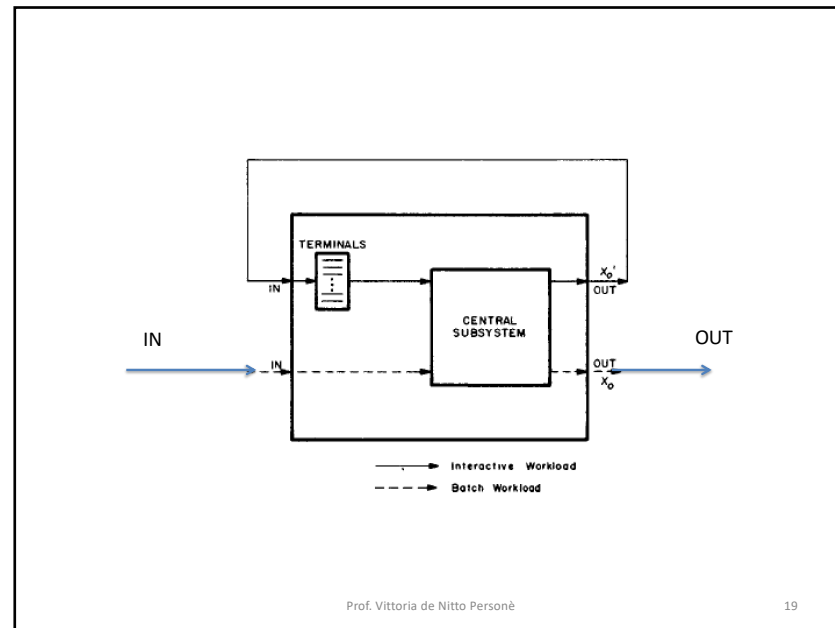 TERMINALS
IN
X₀'
OUT
CENTRAL
SUBSYSTEM
IN
OUT
IN
OUT
X₀
Interactive Workload
Batch Workload
Prof. Vittoria de Nitto Personè
19